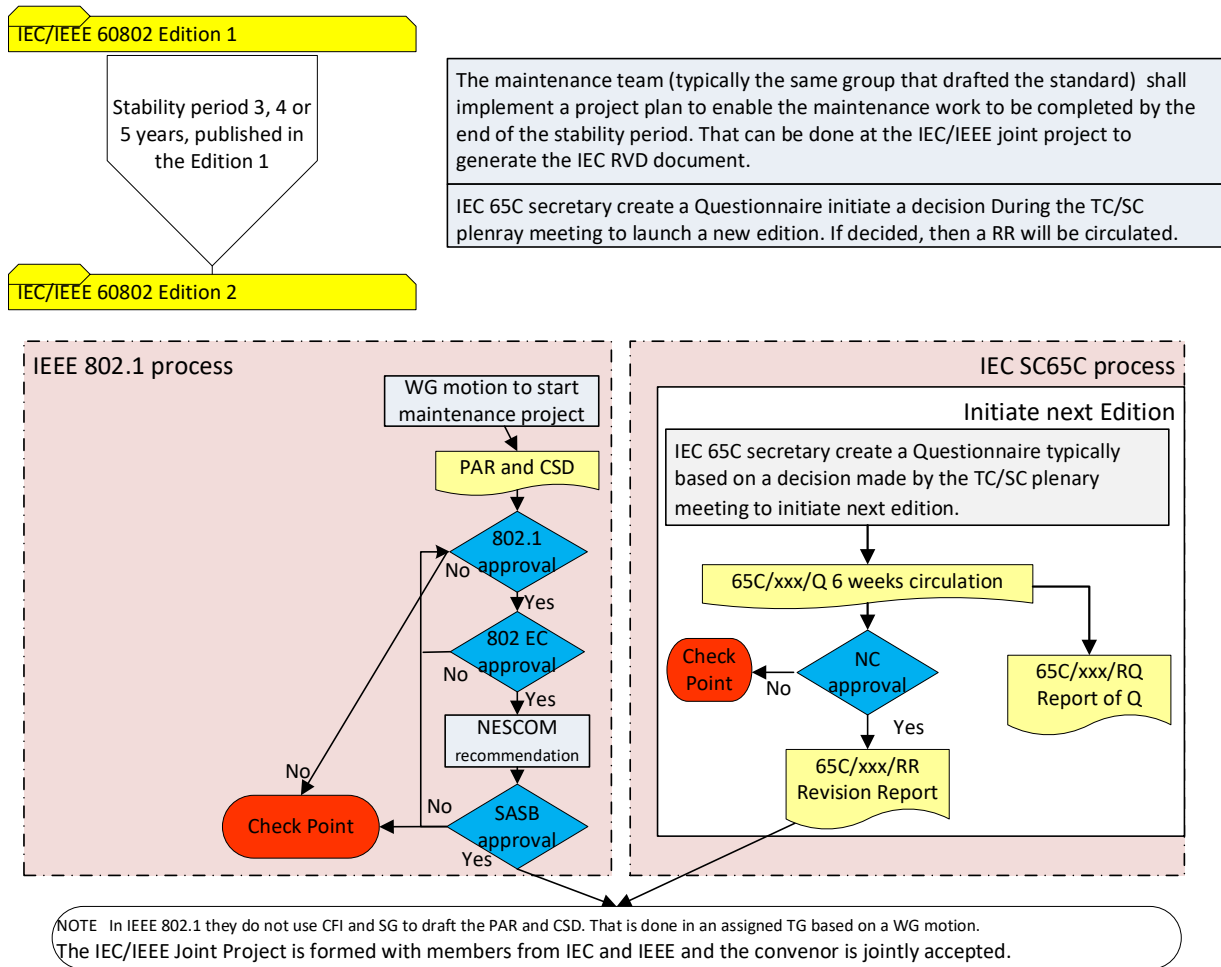 IEC/IEEE 60802 Edition 1
Stability period 3, 4 or
5 years, published in
the Edition 1
IEC/IEEE 60802 Edition 2
The maintenance team (typically the same group that drafted the standard) shall
implement a project plan to enable the maintenance work to be completed by the
end of the stability period. That can be done at the IEC/IEEE joint project to
generate the IEC RVD document.
IEC 65C secretary create a Questionnaire initiate a decision During the TC/SC
plenray meeting to launch a new edition. If decided, then a RR will be circulated.
IEEE 802.1 process
WG motion to start
maintenance project
PAR and CSD
802.1
approval
No
Yes
802 EC
approval
No
Yes
NESCOM
recommendation
No
No
SASB
approval
Yes
Check Point
IEC SC65C process
Initiate next Edition
IEC 65C secretary create a Questionnaire typically
based on a decision made by the TC/SC plenary
meeting to initiate next edition.
65C/xxx/Q 6 weeks circulation
Check
Point
No
NC
approval
Yes
65C/xxx/RQ
Report of Q
65C/xxx/RR
Revision Report
NOTE In IEEE 802.1 they do not use CFI and SG to draft the PAR and CSD. That is done in an assigned TG based on a WG motion.
The IEC/IEEE Joint Project is formed with members from IEC and IEEE and the convenor is jointly accepted.